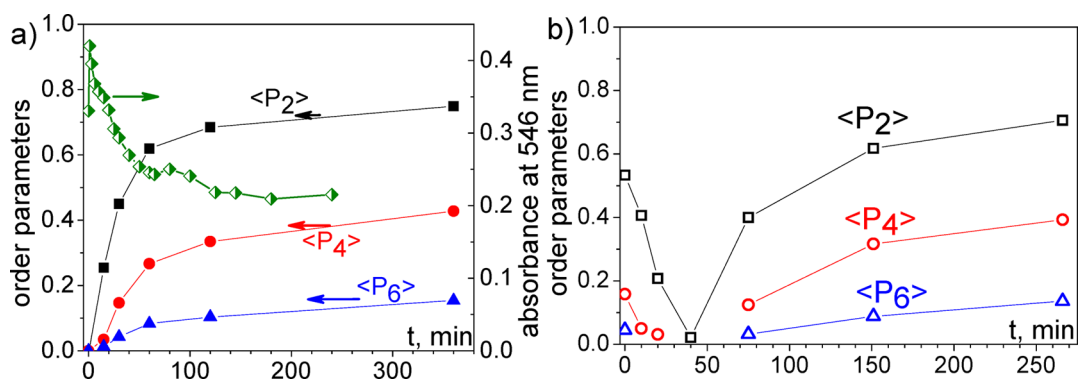 a)
1.0
0.8
0.6
0.4
0.2
0.0
order parameters
0
100
200
300
t, min
<P2>
<P4>
<P6>
0.4
0.3
0.2
0.1
0.0
absorbance at 546 nm
b)
1.0
0.8
0.6
0.4
0.2
0.0
order parameters
0
50
100
150
200
250
t, min
<P2>
<P4>
<P6>